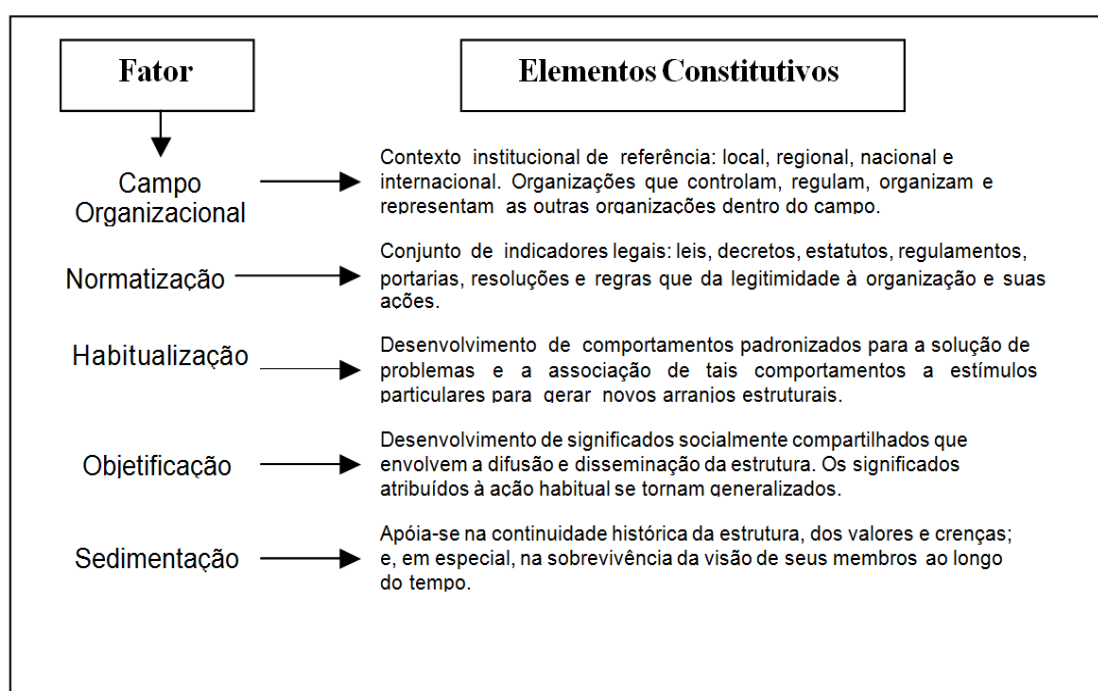 Fator
Elementos Constitutivos
Campo
Organizacional
Contexto institucional de referência: local, regional, nacional e
internacional. Organizações que controlam, regulam, organizam e
representam as outras organizações dentro do campo.
Normatização
Conjunto de indicadores legais: leis, decretos, estatutos, regulamentos,
portarias, resoluções e regras que da legitimidade à organização e suas
ações.
Habitualização
Desenvolvimento de comportamentos padronizados para a solução de
problemas e a associação de tais comportamentos a estímulos
particulares para gerar novos arranjos estruturais.
Objetificação
Desenvolvimento de significados socialmente compartilhados que
envolvem a difusão e disseminação da estrutura. Os significados
atribuídos à ação habitual se tornam generalizados.
Sedimentação
Apóia-se na continuidade histórica da estrutura, dos valores e crenças;
e, em especial, na sobrevivência da visão de seus membros ao longo
do tempo.